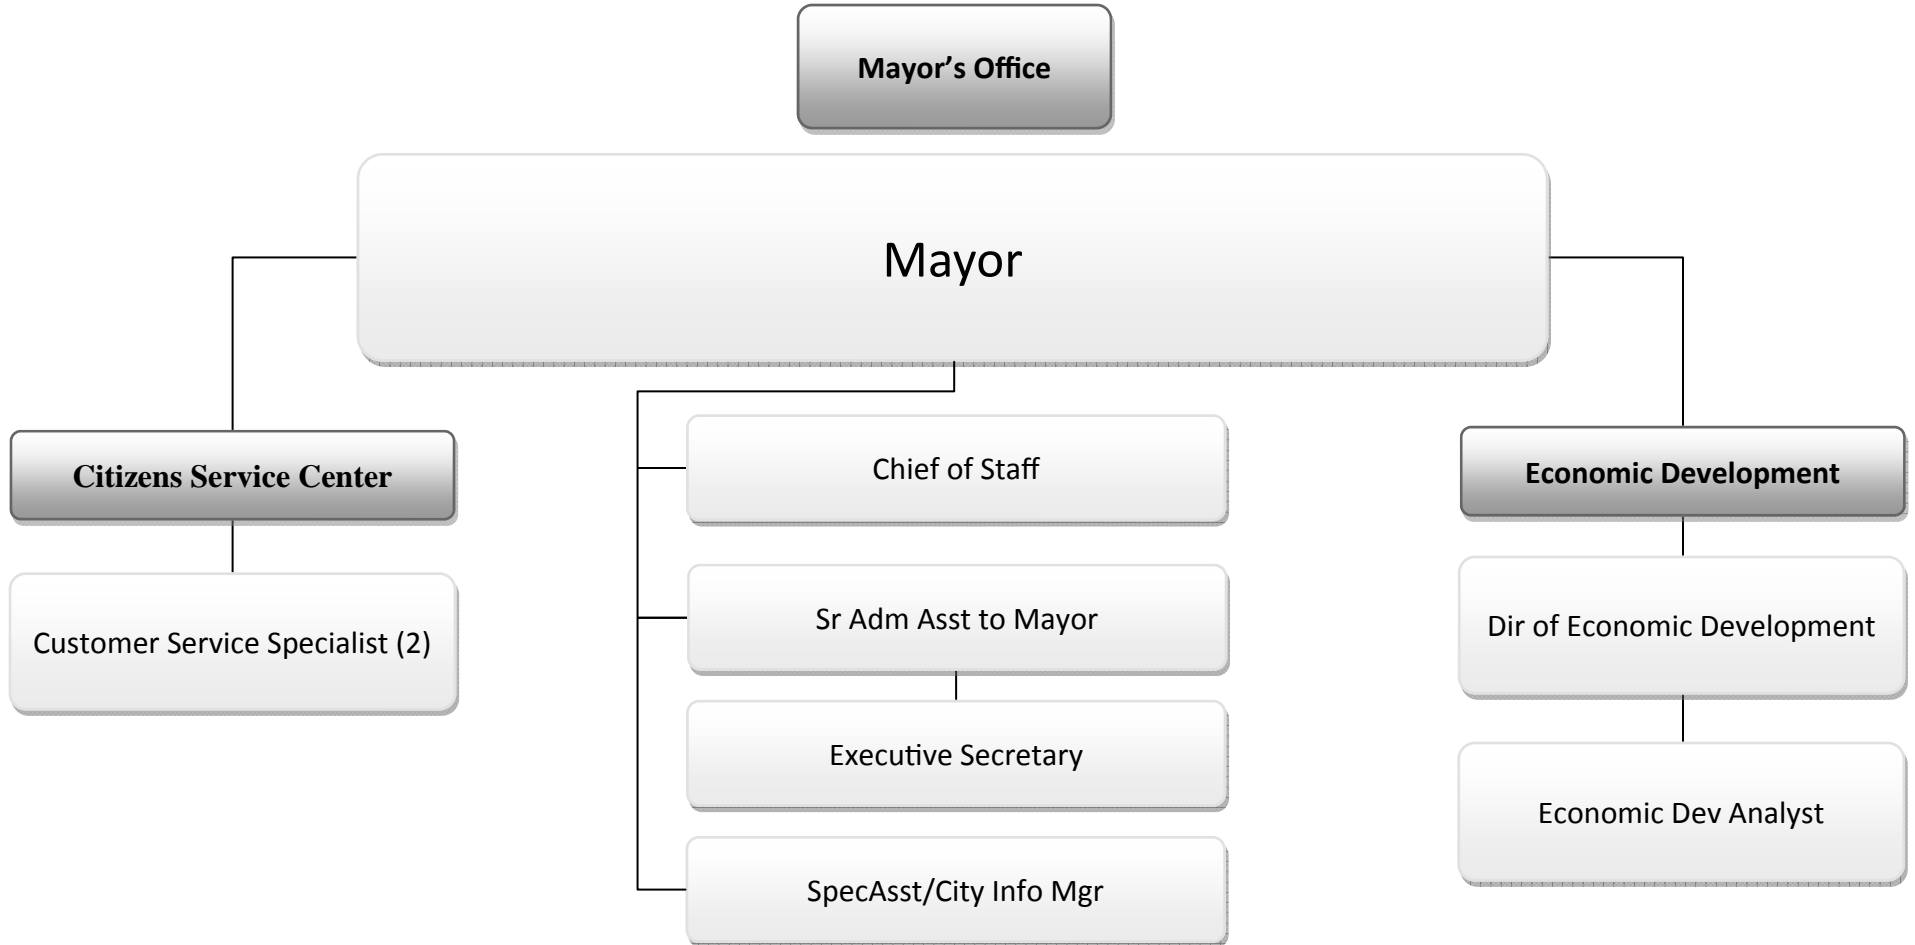 Mayor’s Office
Mayor
Citizens Service Center
Customer Service Specialist (2)
Chief of Staff
Sr Adm Asst to Mayor
Executive Secretary
SpecAsst/City Info Mgr
Economic Development
Dir of Economic Development
Economic Dev Analyst